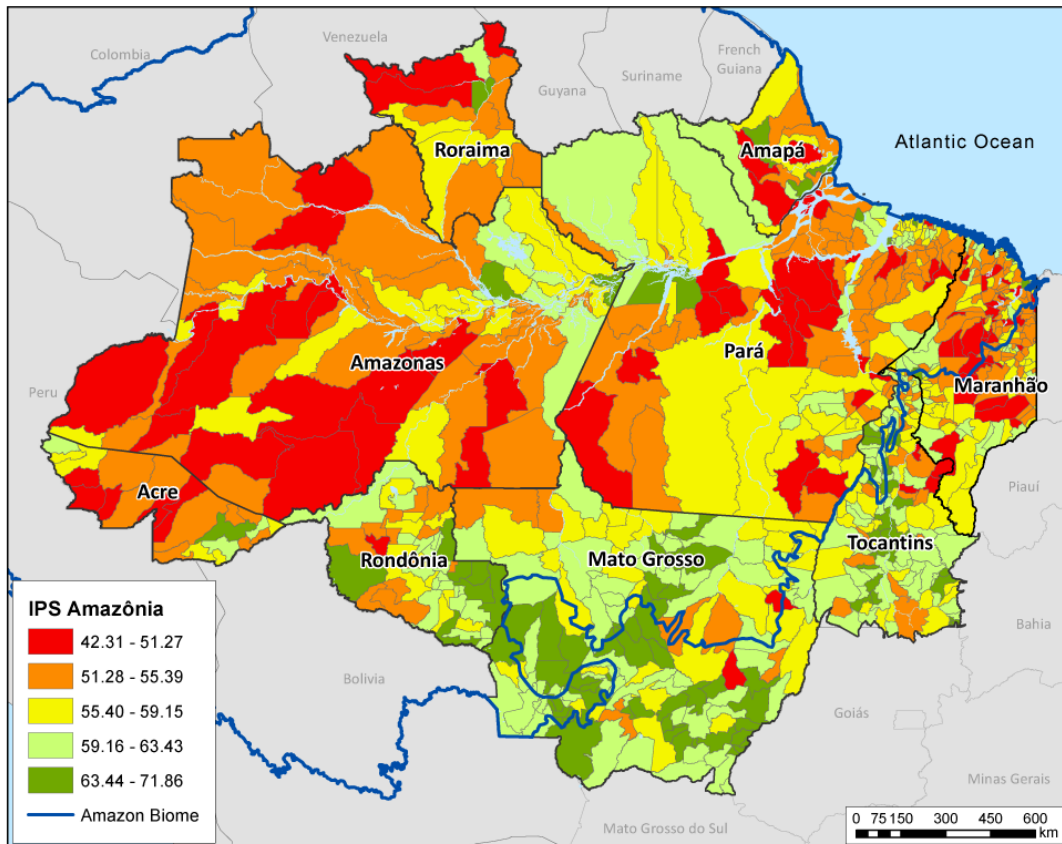 Colombia
Venezuela
Guyana
Suriname
French
Guiana
Atlantic Ocean
Roraima
Amapá
Amazonas
Pará
Maranhão
Peru
Acre
Rondônia
Mato Grosso
Tocantins
Piauí
Bolivia
Bahia
Goiás
Minas Gerais
Mato Grosso do Sul
IPS Amazônia
42.31 - 51.27
51.28 - 55.39
55.40 - 59.15
59.16 - 63.43
63.44 - 71.86
Amazon Biome
0 75 150 300 450 600
km